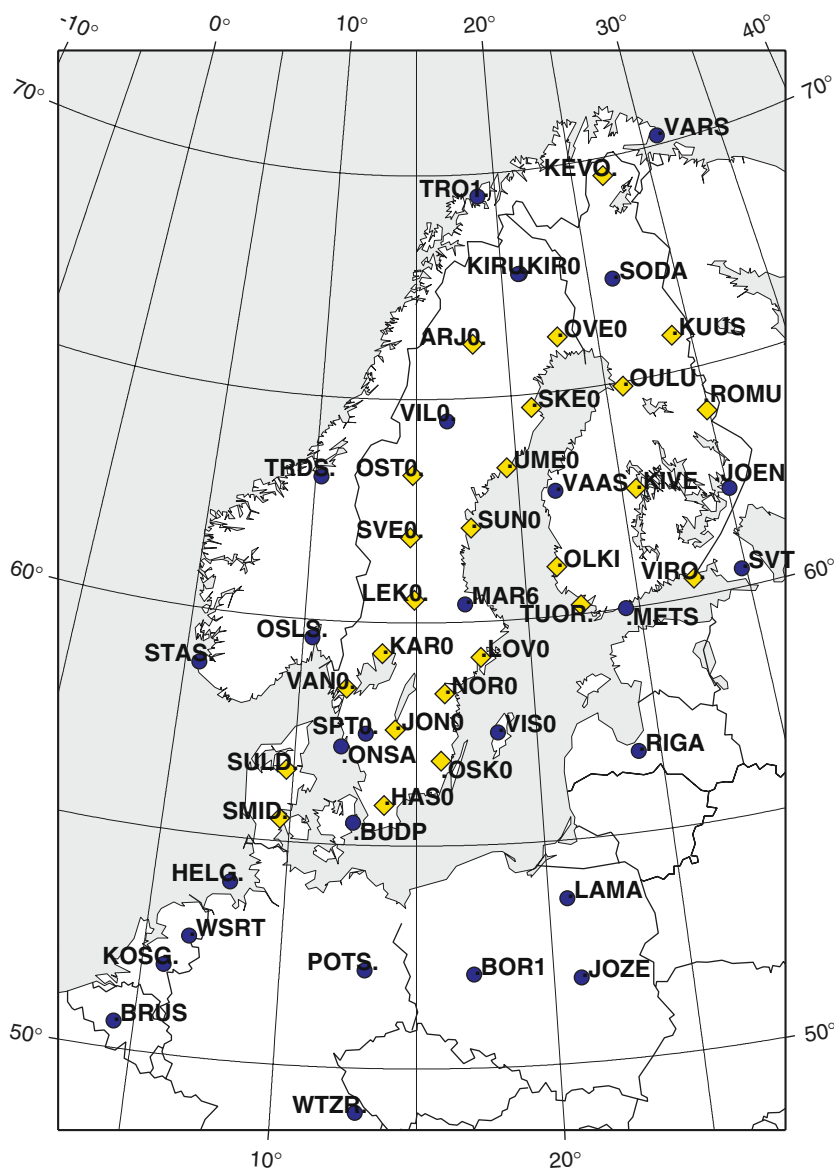 -10° 0° 10° 20° 30° 40°
70° 70°
VARS
KEVO.
TRO1.
KIRUKIR0
SODA
ARJ0.
OVE0
KUUS
OULU
ROMU
SKE0
VIL0.
UME0
TRDS.
OST0.
VAAS
KIVE
JOEN
SVE0.
SUN0
OLKI
VIRO.
SVT
60° 60°
LEK0.
MAR6
TUOR.
.METS
OSLS.
STAS.
KAR0
LOV0
VAN0.
NOR0
SPT0.
JON0
VIS0
.ONSA
RIGA
SULD.
.OSK0
SMID.
HAS0
.BUDP
HELG.
LAMA
WSRT
KOSG.
POTS.
BOR1
JOZE
BRUS
50° 50°
WTZR.
10° 20°